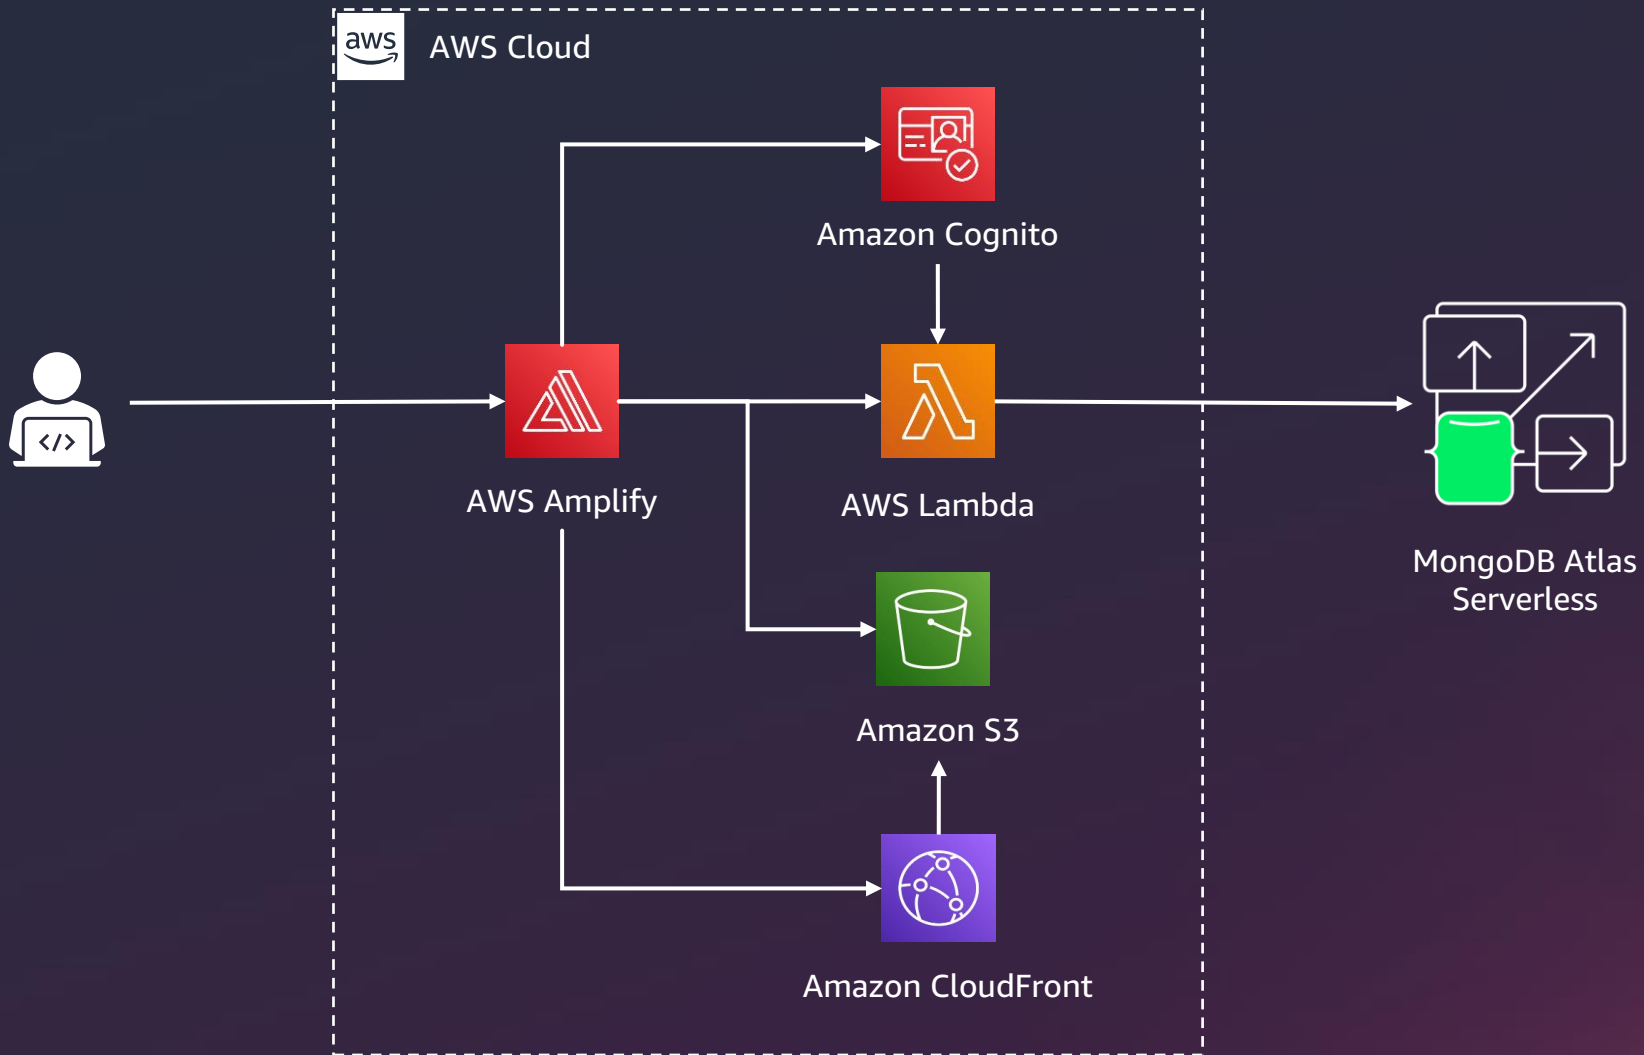 aws
AWS Cloud
Amazon Cognito
</>
AWS Amplify
AWS Lambda
MongoDB Atlas
Serverless
Amazon S3
Amazon CloudFront